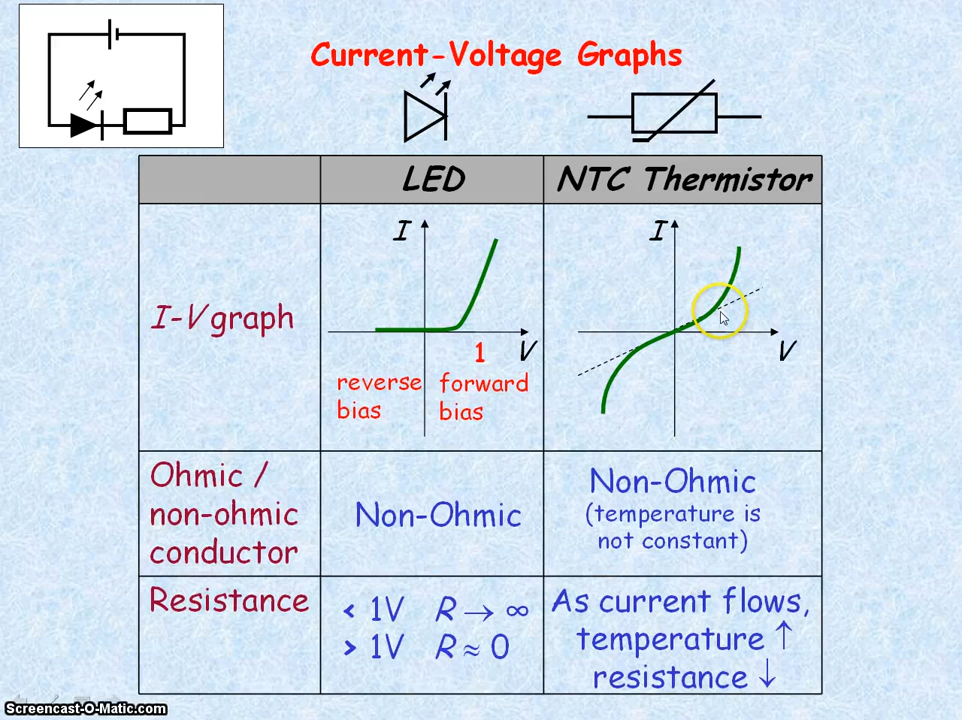 Current-Voltage Graphs
LED
NTC Thermistor
I-V graph
I
1
V
reverse bias
forward bias
I
V
Ohmic /
non-ohmic
conductor
Non-Ohmic
Non-Ohmic
(temperature is
not constant)
Resistance
< 1V R → ∞
> 1V R ≈ 0
As current flows,
temperature ↑
resistance ↓
Screencast-O-Matic.com